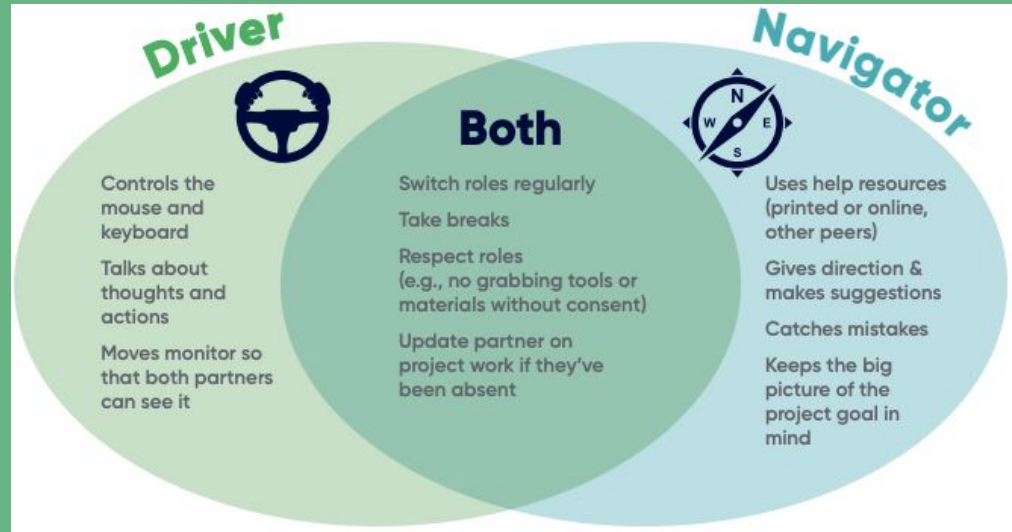 Driver
Controls the
mouse and
keyboard
Talks about
thoughts and
actions
Moves monitor so
that both partners
can see it
Both
Switch roles regularly
Take breaks
Respect roles
(e.g., no grabbing tools or
materials without consent)
Update partner on
project work if they've
been absent
Navigator
N
W
E
S
Uses help resources
(printed or online,
other peers)
Gives direction &
makes suggestions
Catches mistakes
Keeps the big
picture of the
project goal in
mind